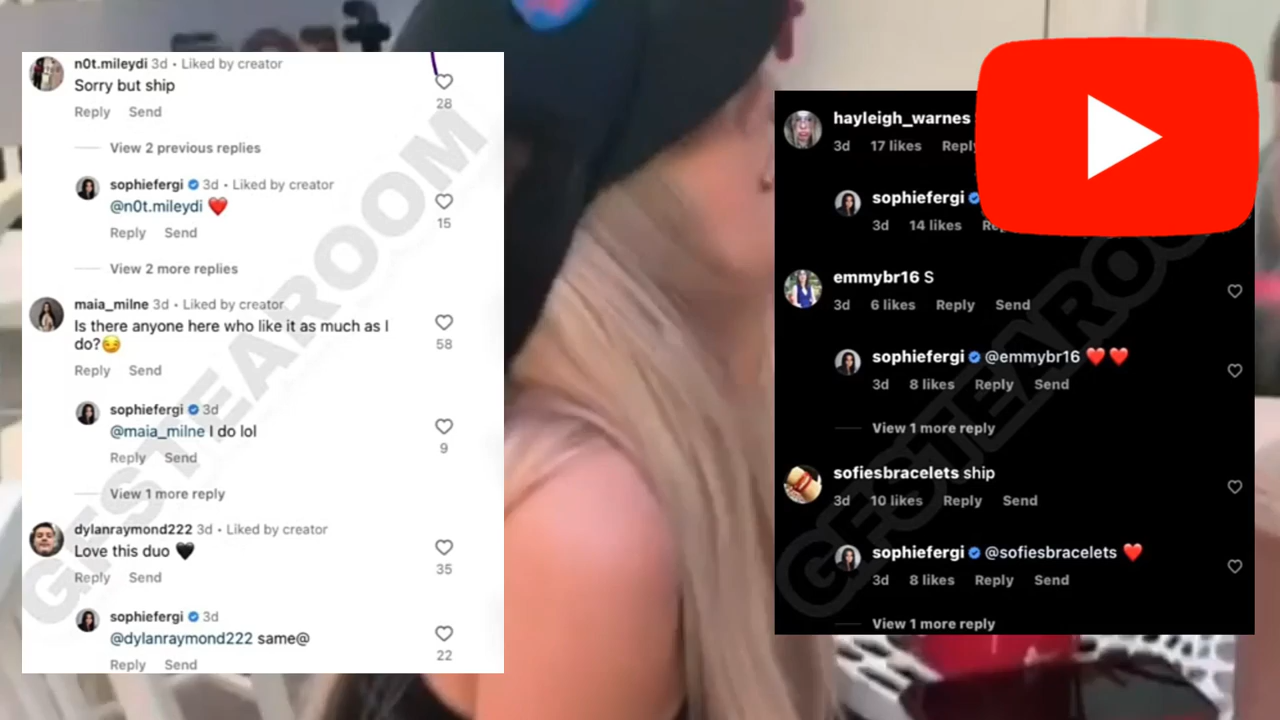 n0t.mileydi 3d • Liked by creator
Sorry but ship
28
Reply Send
View 2 previous replies
sophiefergi 3d • Liked by creator
@n0t.mileydi ❤️
15
Reply Send
View 2 more replies
maia_milne 3d • Liked by creator
Is there anyone here who like it as much as I
do?😏
58
Reply Send
sophiefergi 3d
@maia_milne I do lol
9
Reply Send
View 1 more reply
dylanraymond222 3d • Liked by creator
Love this duo 🖤
35
Reply Send
sophiefergi 3d
@dylanraymond222 same@
22
Reply Send
GFSTEAROOM
hayleigh_warnes
3d 17 likes Reply
sophiefergi
3d 14 likes
emmybr16 S
3d 6 likes Reply Send
sophiefergi @emmybr16 ❤️❤️
3d 8 likes Reply Send
View 1 more reply
sofiesbracelets ship
3d 10 likes Reply Send
sophiefergi @sofiesbracelets ❤️
3d 8 likes Reply Send
View 1 more reply
GFSTEAROOM